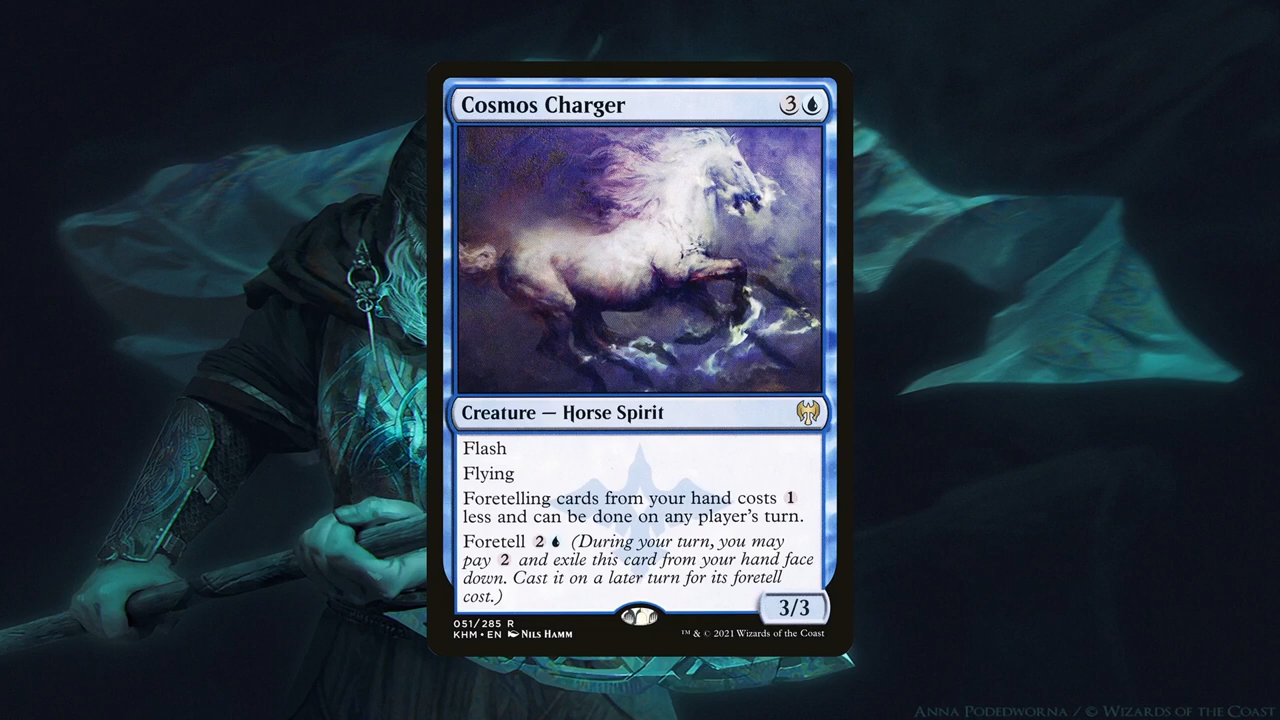 Cosmos Charger 3
Creature — Horse Spirit
Flash
Flying
Foretelling cards from your hand costs 1
less and can be done on any player's turn.
Foretell 2 (During your turn, you may
pay 2 and exile this card from your hand face
down. Cast it on a later turn for its foretell
cost.)
3/3
051/285 R
KHM • EN Nils Hamm
™ & © 2021 Wizards of the Coast
Anna Podedworna / © Wizards of the Coast